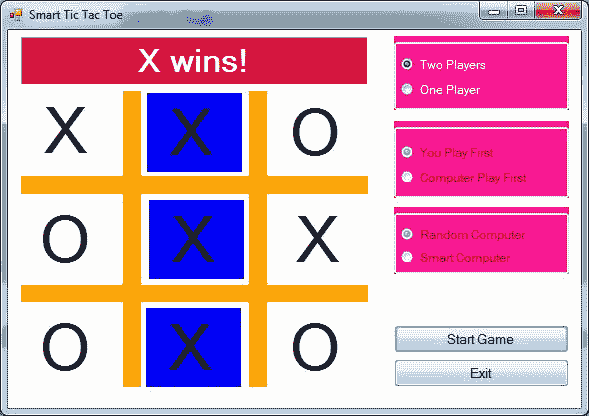 Smart Tic Tac Toe
X wins!
X X O
O X X
O X O
Two Players
One Player
You Play First
Computer Play First
Random Computer
Smart Computer
Start Game
Exit